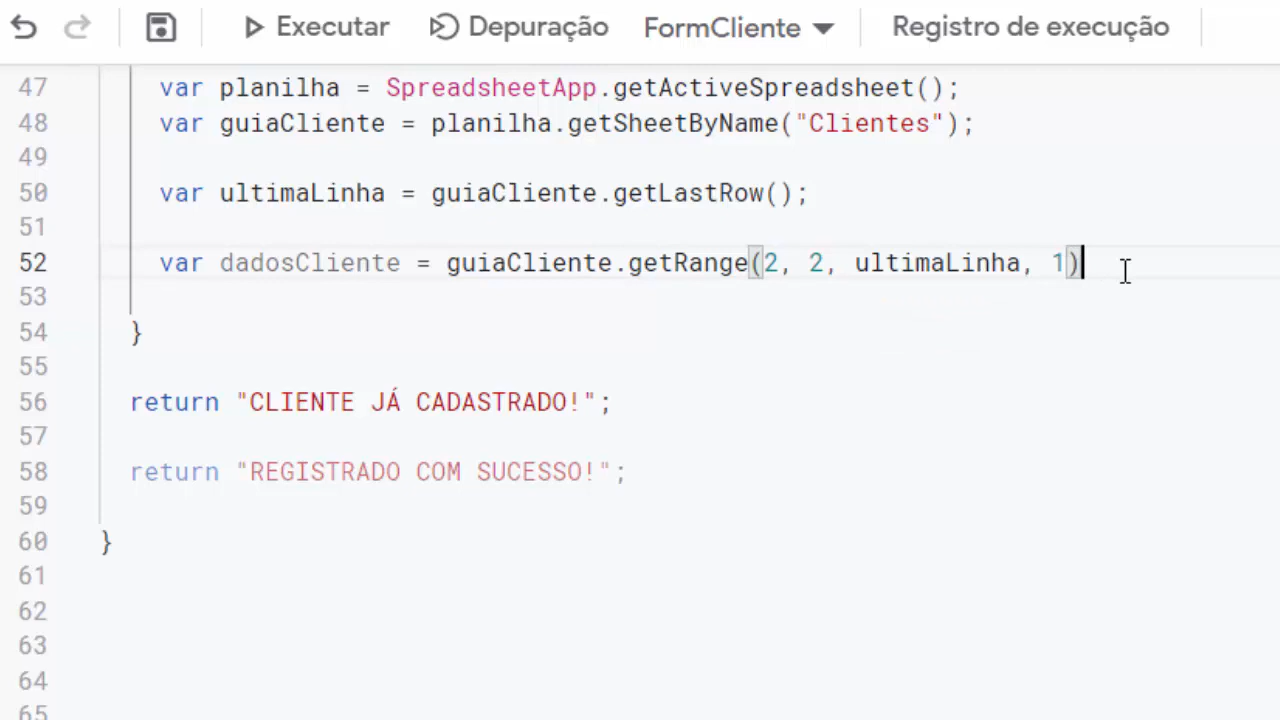 Executar Depuração FormCliente Registro de execução
47 var planilha = SpreadsheetApp.getActiveSpreadsheet();
48 var guiaCliente = planilha.getSheetByName("Clientes");
49
50 var ultimaLinha = guiaCliente.getLastRow();
51
52 var dadosCliente = guiaCliente.getRange(2, 2, ultimaLinha, 1)
53
54 }
55
56 return "CLIENTE JÁ CADASTRADO!";
57
58 return "REGISTRADO COM SUCESSO!";
59
60 }
61
62
63
64
65